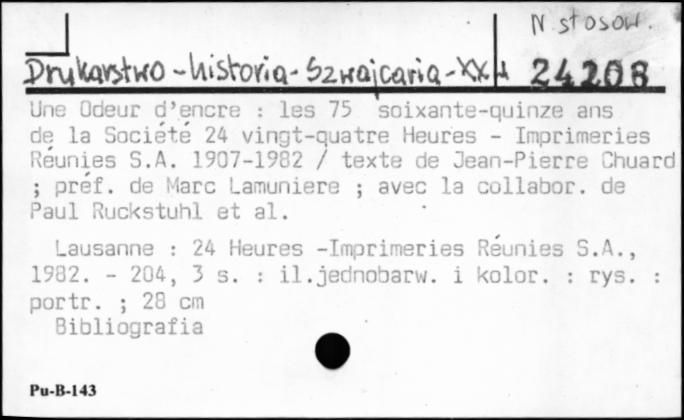 N stosow.
Drukarstwo - historia - Szwajcaria - XX w 24208
Une Odeur d'encre : les 75 soixante-quinze ans
de la Société 24 vingt-quatre Heures - Imprimeries
Réunies S.A. 1907-1982 / texte de Jean-Pierre Chuard
; préf. de Marc Lamuniere ; avec la collabor. de
Paul Ruckstuhl et al.
Lausanne : 24 Heures -Imprimeries Réunies S.A.,
1982. - 204, 3 s. : il.jednobarw. i kolor. : rys. :
portr. ; 28 cm
Bibliografia
Pu-B-143